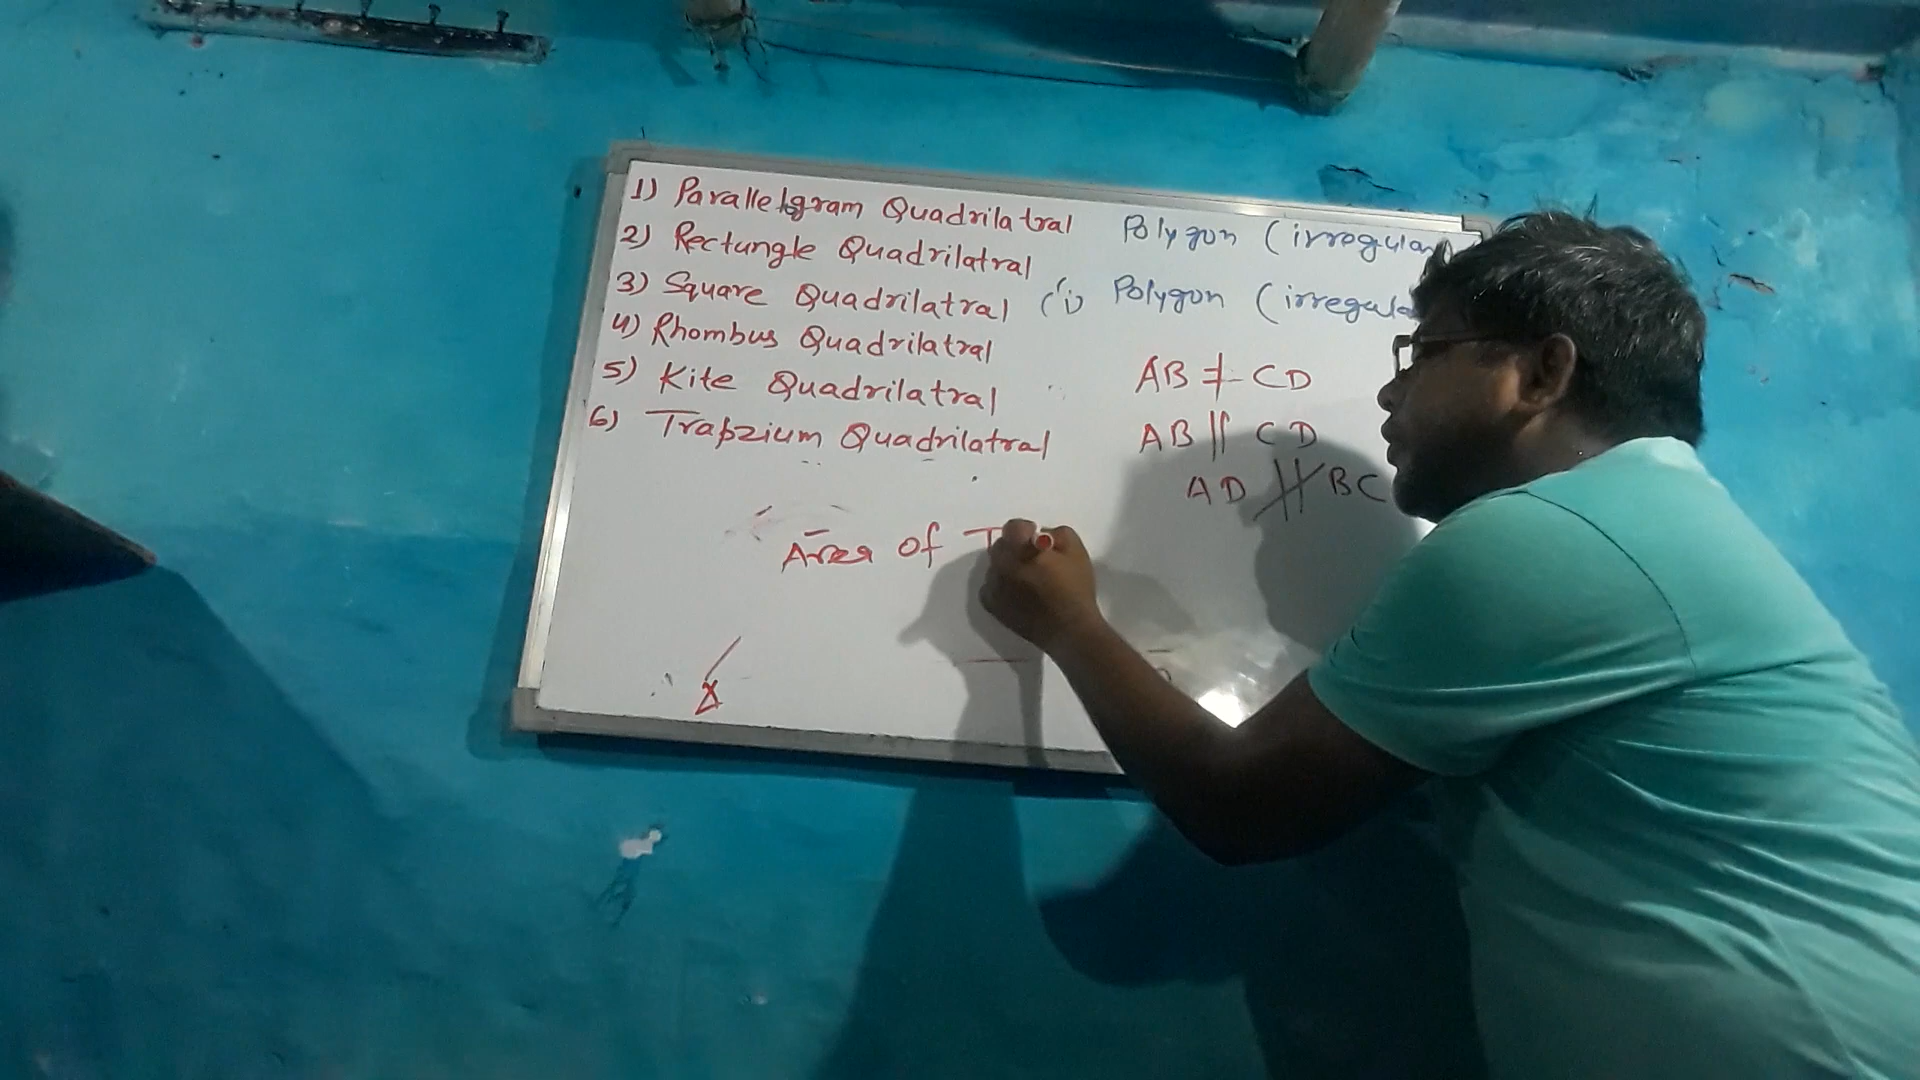 1) Parallelgram Quadrilatral
2) Rectungle Quadrilatral
3) Square Quadrilatral
4) Rhombus Quadrilatral
5) Kite Quadrilatral
6) Trapzium Quadrilatral
Polygon (irrogular
(i) Polygon (irregula
AB ≠ CD
AB || CD
AD ∦ BC
Area of T